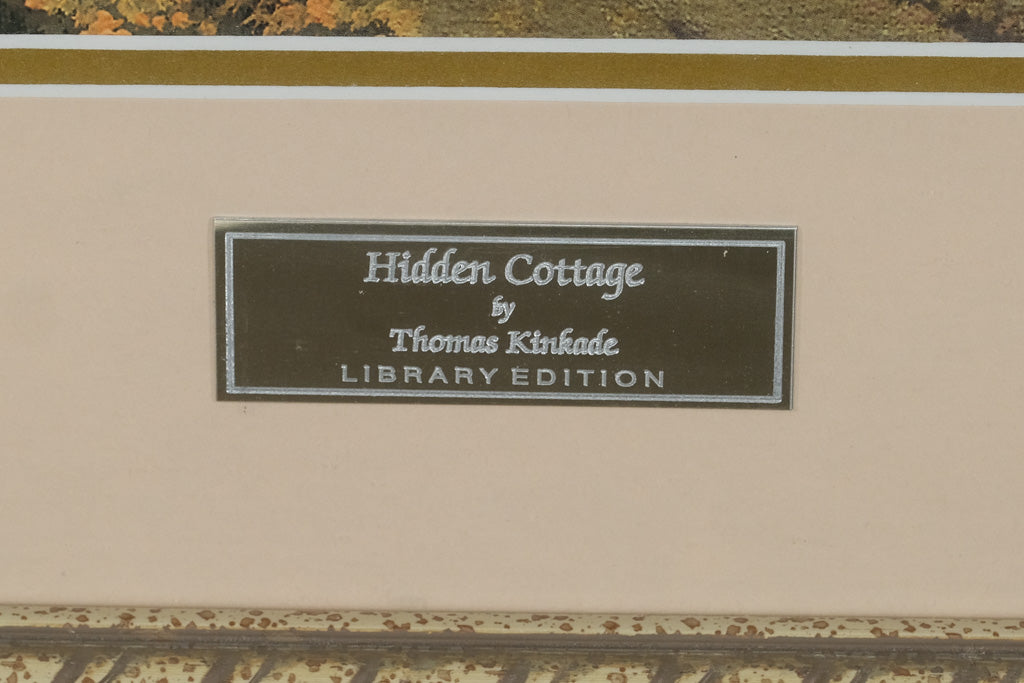 Hidden Cottage
by
Thomas Kinkade
LIBRARY EDITION